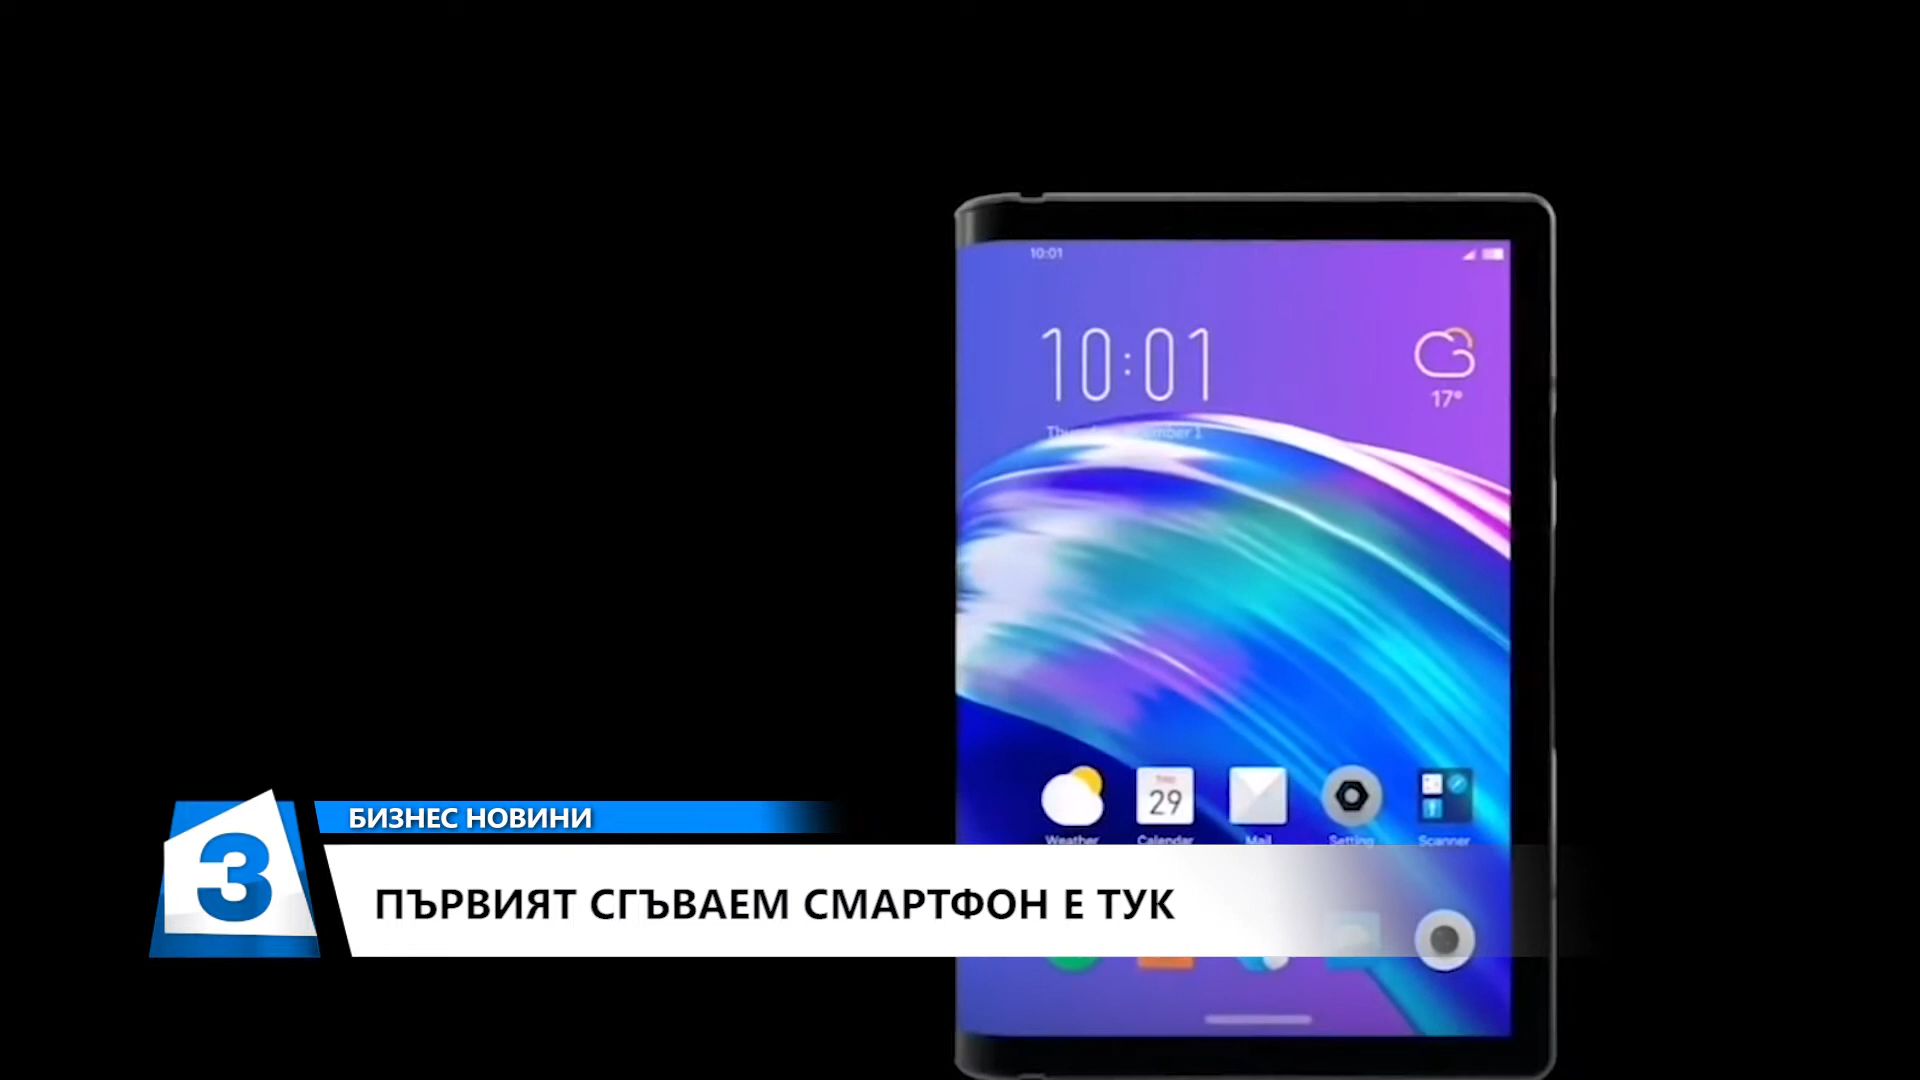 10:01
10:01
17°
Weather
Calendar
Mail
Setting
Scanner
29
БИЗНЕС НОВИНИ
3
ПЪРВИЯТ СГЪВАЕМ СМАРТФОН Е ТУК